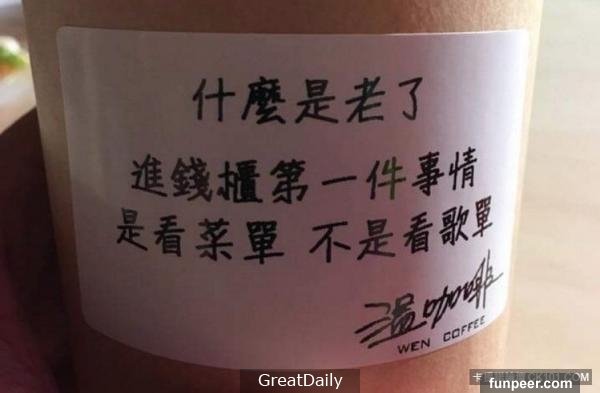 什麼是老了
進錢櫃第一件事情
是看菜單 不是看歌單
溫咖啡
WEN COFFEE
GreatDaily
funpeer.com